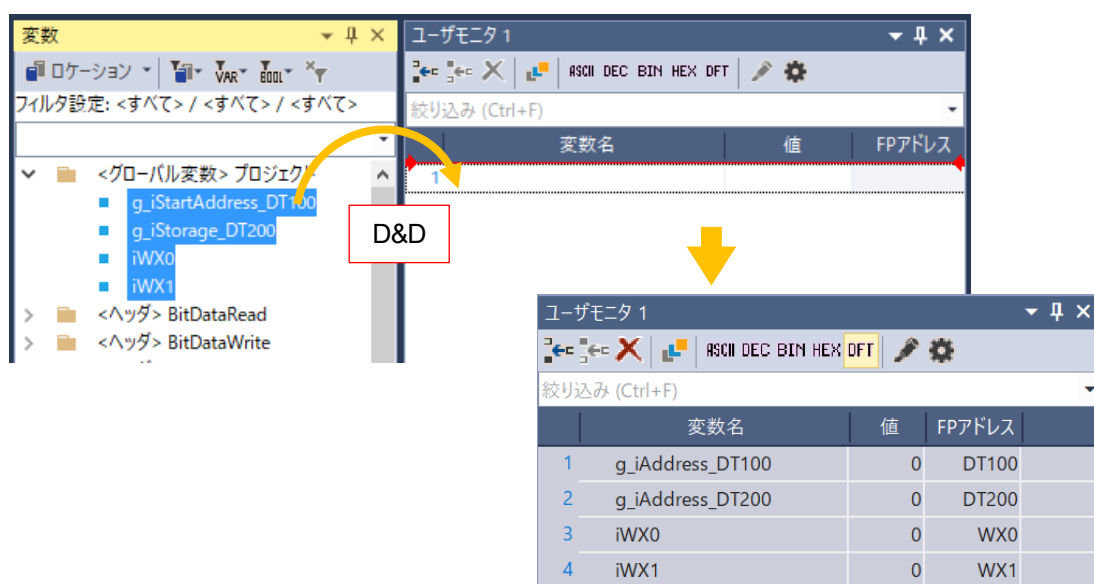 変数
ロケーション VAR BOOL
フィルタ設定: <すべて> / <すべて> / <すべて>
<グローバル変数> プロジェクト
g_iStartAddress_DT100
g_iStorage_DT200
iWX0
iWX1
<ヘッダ> BitDataRead
<ヘッダ> BitDataWrite
D&D
ユーザモニタ 1
ASCII DEC BIN HEX DFT
絞り込み (Ctrl+F)
変数名 値 FPアドレス
1
ユーザモニタ 1
ASCII DEC BIN HEX DFT
絞り込み (Ctrl+F)
変数名 値 FPアドレス
1 g_iAddress_DT100 0 DT100
2 g_iAddress_DT200 0 DT200
3 iWX0 0 WX0
4 iWX1 0 WX1